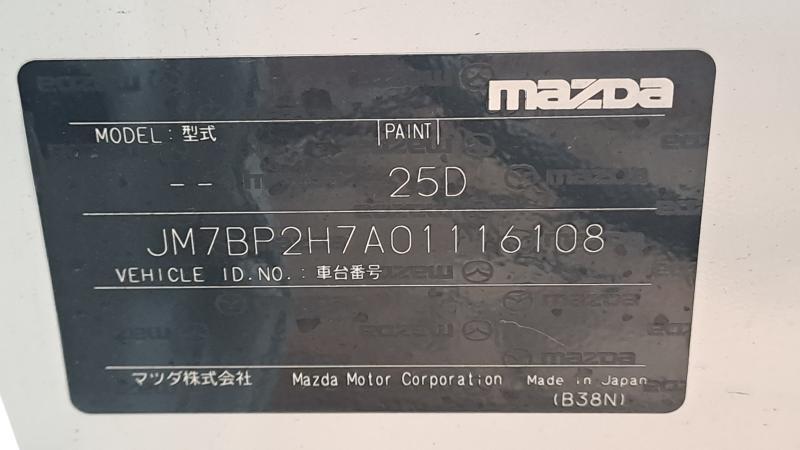 mazda
MODEL: 型式 PAINT
-- 25D
JM7BP2H7A01116108
VEHICLE ID.NO.: 車台番号
マツダ株式会社 Mazda Motor Corporation Made in Japan
(B38N)